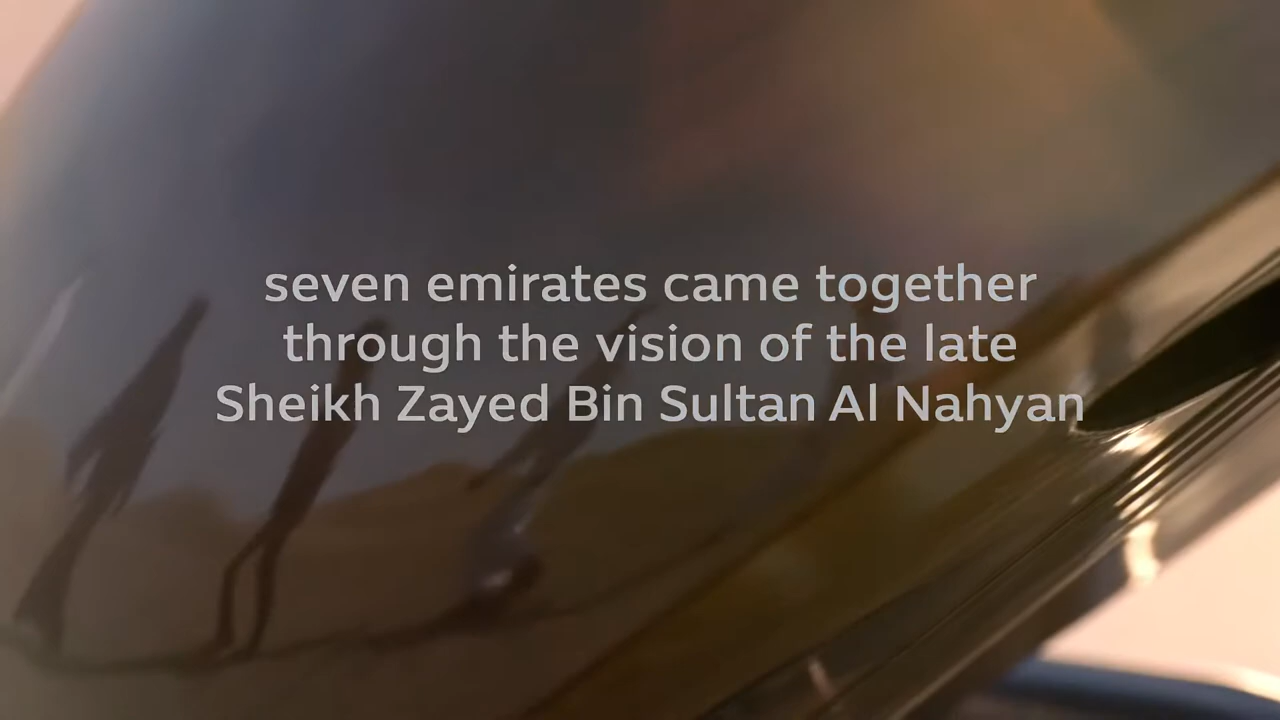 seven emirates came together
through the vision of the late
Sheikh Zayed Bin Sultan Al Nahyan